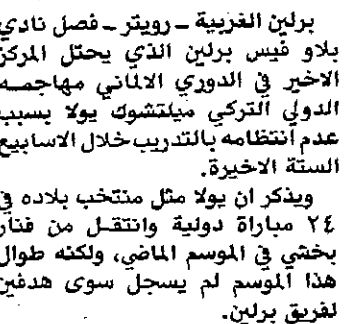 برلين الغربية ـ رويتر ـ فصل نادي
بلاو فيس برلين الذي يحتل المركز
الاخير في الدوري الالماني مهاجمه
الدولي التركي ميلتشوك يولا بسبب
عدم انتظامه بالتدريب خلال الاسابيع
الستة الاخيرة.
ويذكر ان يولا مثل منتخب بلاده في
٢٤ مباراة دولية وانتقل من فنار
بخشي في الموسم الماضي، ولكنه طوال
هذا الموسم لم يسجل سوى هدفين
لفريق برلين.